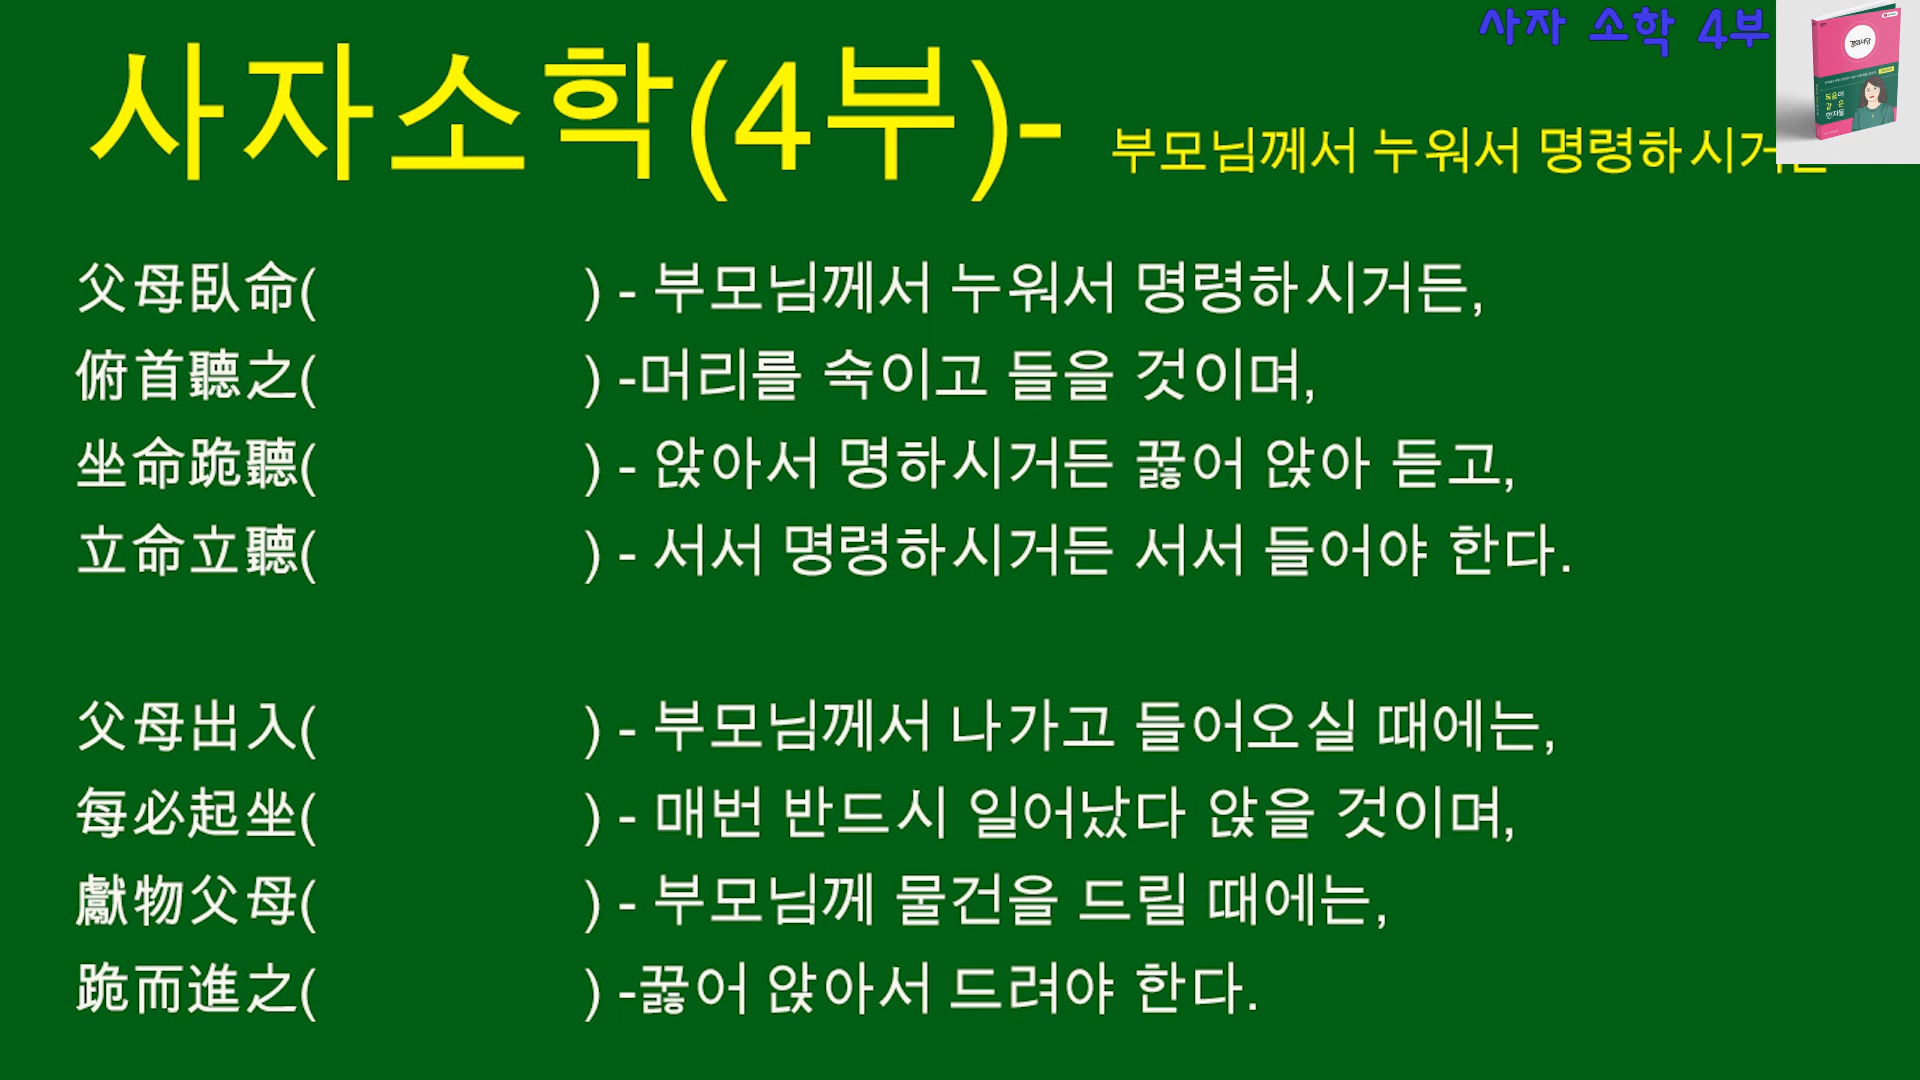 사자 소학 4부
사자소학(4부)- 부모님께서 누워서 명령하시거든
父母臥命( ) - 부모님께서 누워서 명령하시거든,
俯首聽之( ) -머리를 숙이고 들을 것이며,
坐命跪聽( ) - 앉아서 명하시거든 꿇어 앉아 듣고,
立命立聽( ) - 서서 명령하시거든 서서 들어야 한다.
父母出入( ) - 부모님께서 나가고 들어오실 때에는,
每必起坐( ) - 매번 반드시 일어났다 앉을 것이며,
獻物父母( ) - 부모님께 물건을 드릴 때에는,
跪而進之( ) -꿇어 앉아서 드려야 한다.